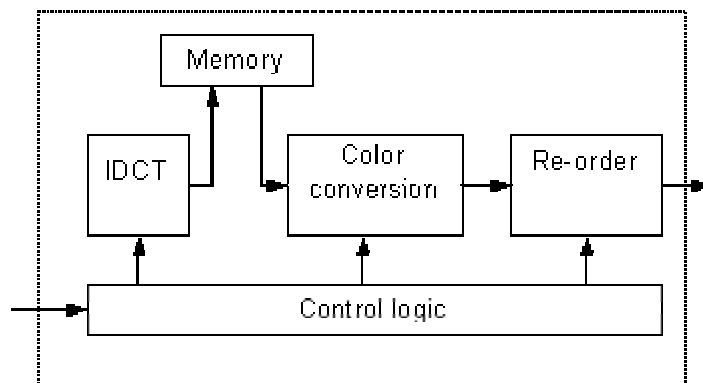 Memory
IDCT
Color
conversion
Re-order
Control logic